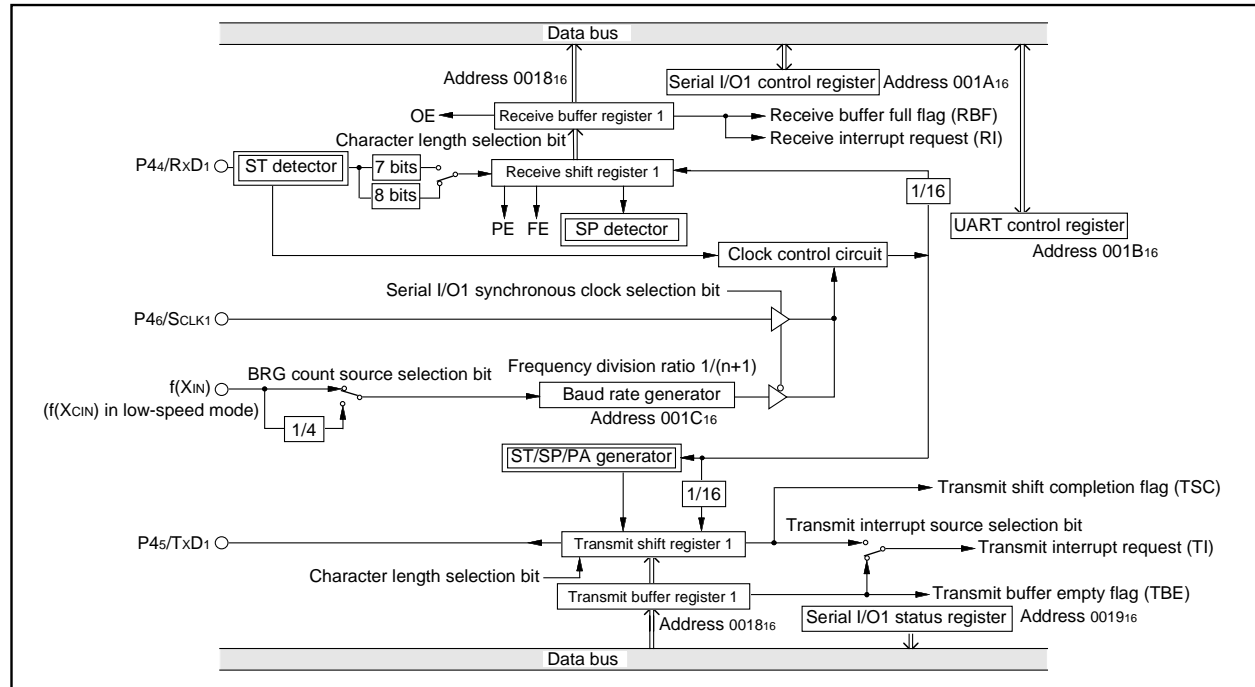 Data bus
Address 001816
Serial I/O1 control register
Address 001A16
OE
Receive buffer register 1
Receive buffer full flag (RBF)
Receive interrupt request (RI)
Character length selection bit
P44/RXD1
ST detector
7 bits
8 bits
Receive shift register 1
1/16
PE
FE
SP detector
UART control register
Address 001B16
Clock control circuit
Serial I/O1 synchronous clock selection bit
P46/SCLK1
BRG count source selection bit
Frequency division ratio 1/(n+1)
f(XIN)
(f(XCIN) in low-speed mode)
Baud rate generator
Address 001C16
1/4
ST/SP/PA generator
1/16
Transmit shift completion flag (TSC)
Transmit interrupt source selection bit
P45/TXD1
Transmit shift register 1
Transmit interrupt request (TI)
Character length selection bit
Transmit buffer register 1
Transmit buffer empty flag (TBE)
Address 001816
Serial I/O1 status register
Address 001916
Data bus